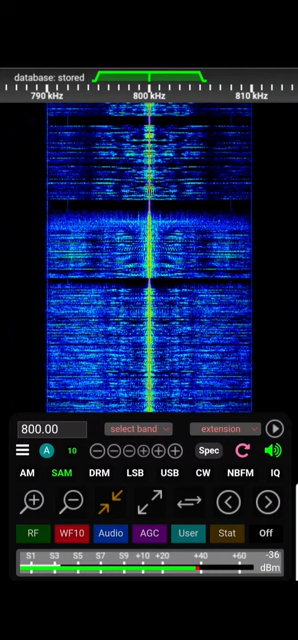 database: stored
790 kHz 800 kHz 810 kHz
800.00 select band extension
A 10 Spec
AM SAM DRM LSB USB CW NBFM IQ
RF WF10 Audio AGC User Stat Off
S1 S3 S5 S7 S9 +10 +20 +40 +60 -36
dBm